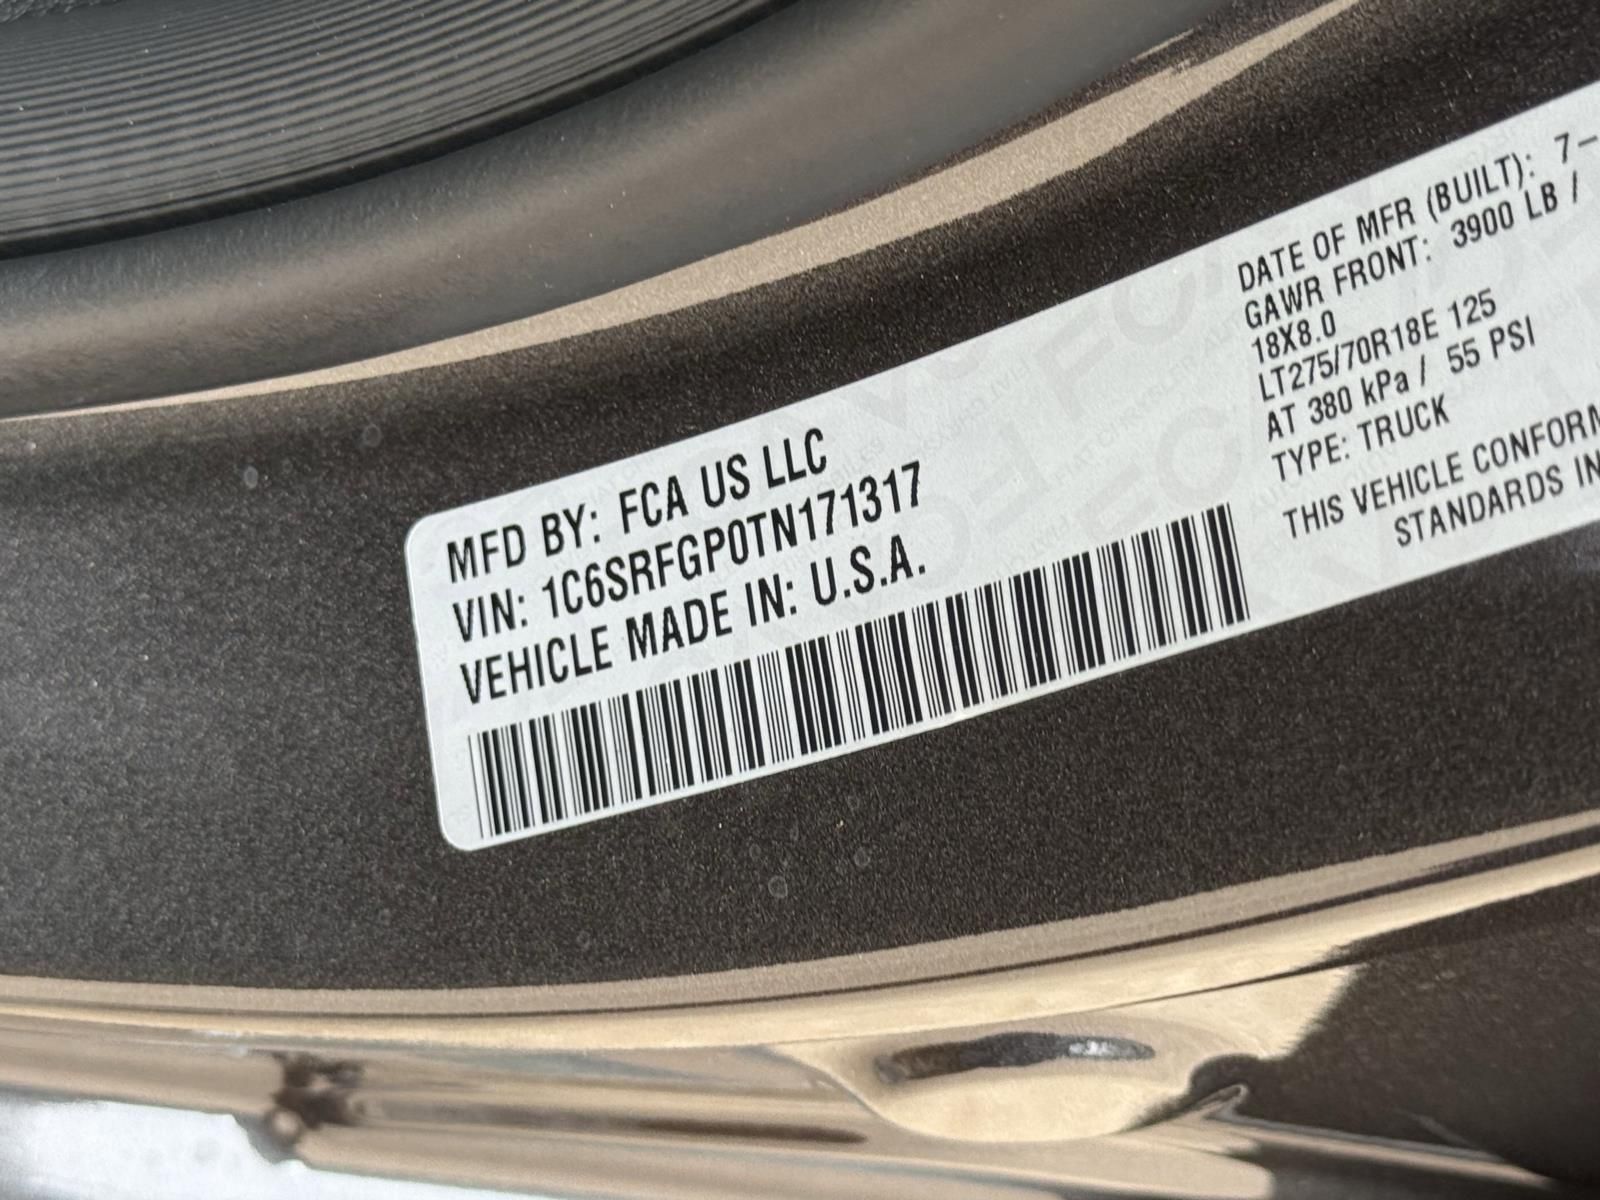 MFD BY: FCA US LLC
VIN: 1C6SRFGP0TN171317
VEHICLE MADE IN: U.S.A.
DATE OF MFR (BUILT): 7-
GAWR FRONT: 3900 LB /
18X8.0
LT275/70R18E 125
AT 380 kPa / 55 PSI
TYPE: TRUCK
THIS VEHICLE CONFORM
STANDARDS IN